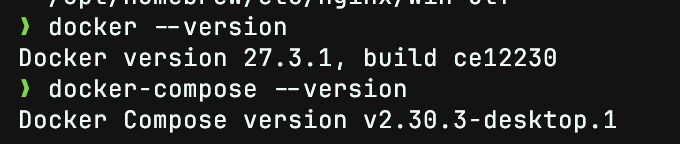 ❯ docker --version
Docker version 27.3.1, build ce12230
❯ docker-compose --version
Docker Compose version v2.30.3-desktop.1